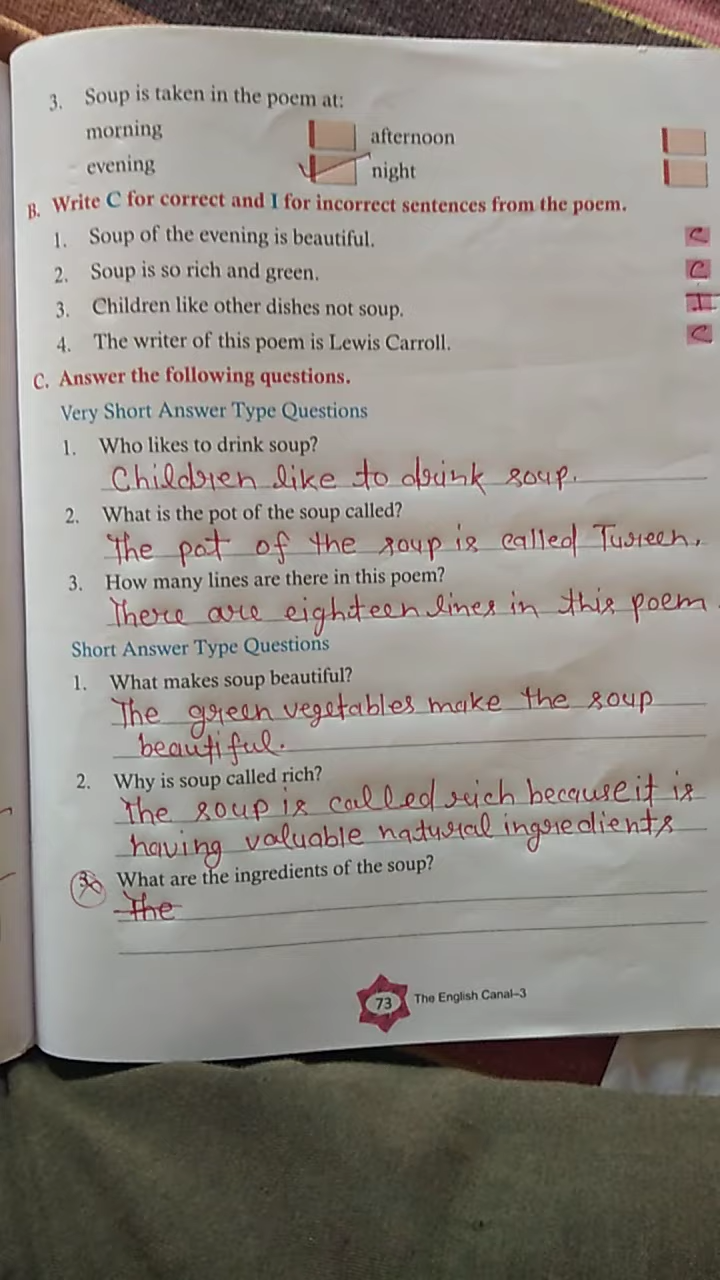 3. Soup is taken in the poem at:
morning afternoon
evening night
B. Write C for correct and I for incorrect sentences from the poem.
1. Soup of the evening is beautiful. C
2. Soup is so rich and green. C
3. Children like other dishes not soup. I
4. The writer of this poem is Lewis Carroll. C
C. Answer the following questions.
Very Short Answer Type Questions
1. Who likes to drink soup?
Children like to drink soup.
2. What is the pot of the soup called?
The pot of the soup is called Tureen.
3. How many lines are there in this poem?
There are eighteen lines in this poem.
Short Answer Type Questions
1. What makes soup beautiful?
The green vegetables make the soup
beautiful.
2. Why is soup called rich?
The soup is called rich because it is
having valuable natural ingredients
What are the ingredients of the soup?
The
73 The English Canal–3